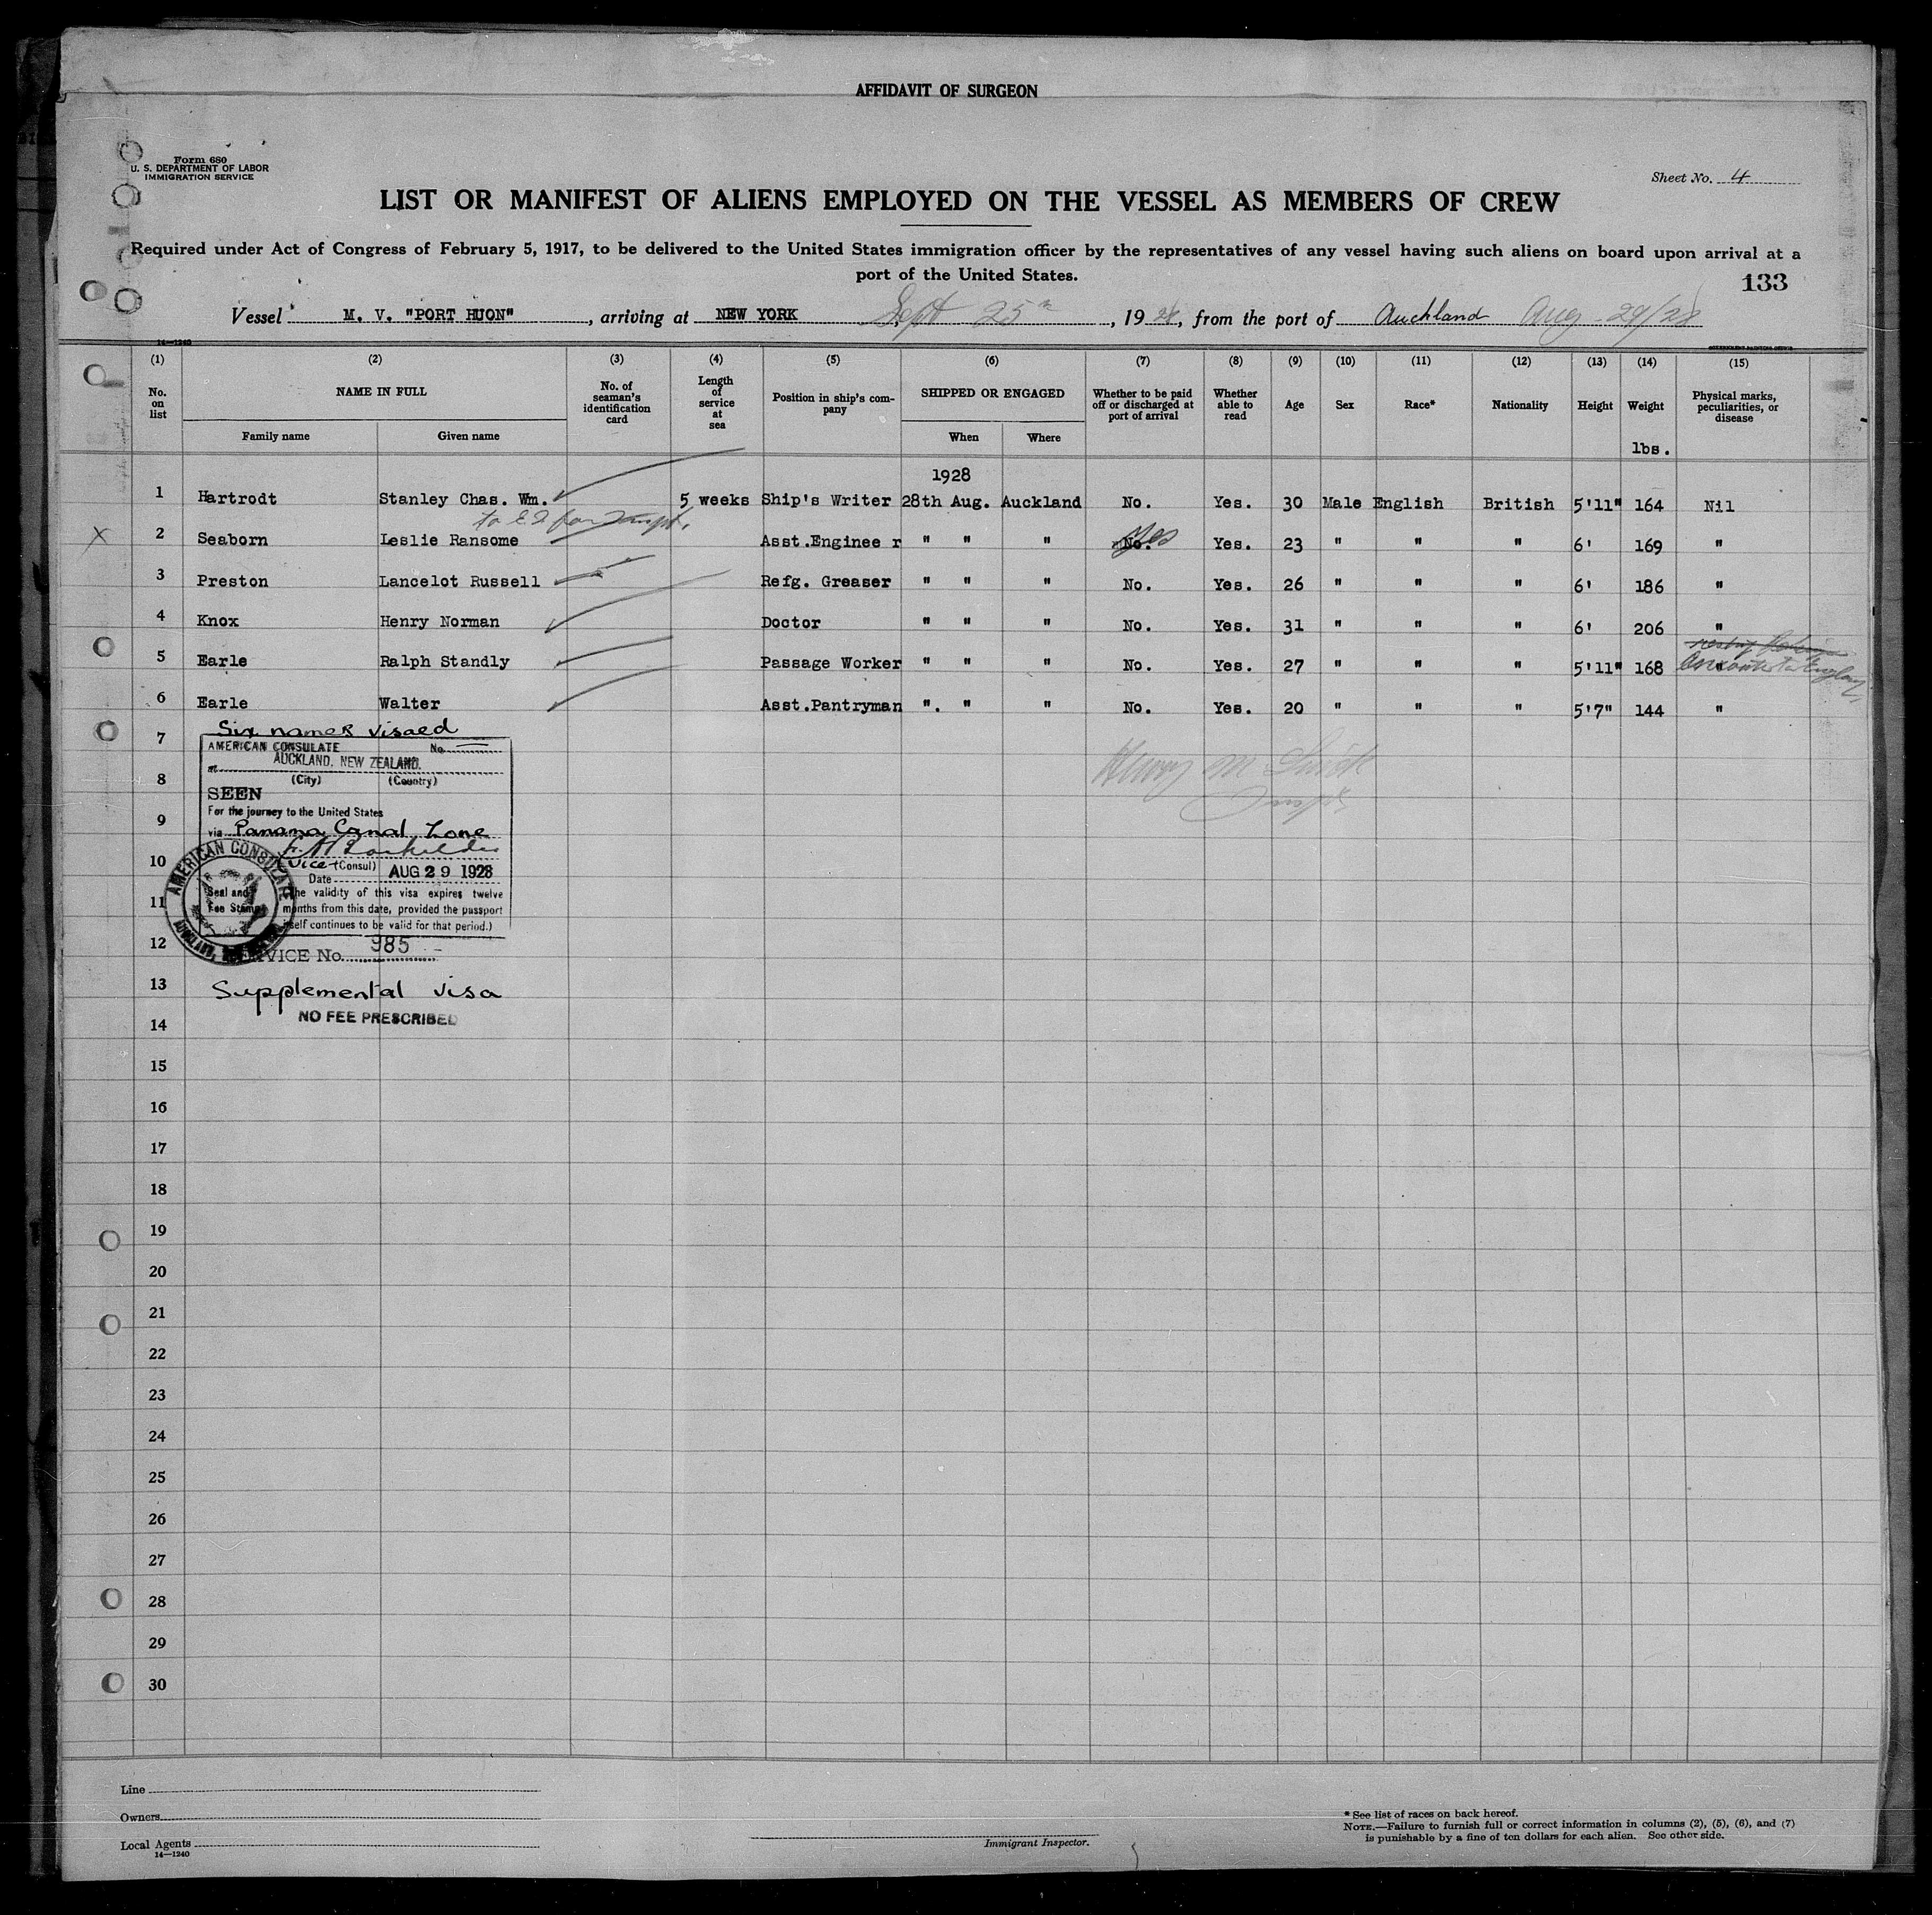 AFFIDAVIT OF SURGEON
Form 680
U. S. DEPARTMENT OF LABOR
IMMIGRATION SERVICE
Sheet No. 4
LIST OR MANIFEST OF ALIENS EMPLOYED ON THE VESSEL AS MEMBERS OF CREW
Required under Act of Congress of February 5, 1917, to be delivered to the United States immigration officer by the representatives of any vessel having such aliens on board upon arrival at a
port of the United States.
133
Vessel M. V. "PORT HUON", arriving at NEW YORK Sept 25th, 1928, from the port of Auckland Aug 29/28
14—1240
(1) (2) (3) (4) (5) (6) (7) (8) (9) (10) (11) (12) (13) (14) (15)
No. on list NAME IN FULL No. of seaman's identification card Length of service at sea Position in ship's company SHIPPED OR ENGAGED Whether to be paid off or discharged at port of arrival Whether able to read Age Sex Race* Nationality Height Weight Physical marks, peculiarities, or disease
Family name Given name When Where
lbs.
1928
1 Hartrodt Stanley Chas. Wm. 5 weeks Ship's Writer 28th Aug. Auckland No. Yes. 30 Male English British 5'11" 164 Nil
2 Seaborn Leslie Ransome Asst.Enginee r " " " No. Yes Yes. 23 " " " 6' 169 "
3 Preston Lancelot Russell Refg. Greaser " " " No. Yes. 26 " " " 6' 186 "
4 Knox Henry Norman Doctor " " " No. Yes. 31 " " " 6' 206 "
5 Earle Ralph Standly Passage Worker " " " No. Yes. 27 " " " 5'11" 168 "
6 Earle Walter Asst.Pantryman ". " " No. Yes. 20 " " " 5'7" 144 "
7 Six names visaed
AMERICAN CONSULATE No.
at AUCKLAND, NEW ZEALAND.
8 (City) (Country)
SEEN
For the journey to the United States
9 via Panama Canal Zone
10 Vice (Consul)
Date AUG 29 1928
11 (The validity of this visa expires twelve
months from this date, provided the passport
itself continues to be valid for that period.)
Seal and
Fee Stamp
AMERICAN CONSULATE
12 SERVICE No. 985
13 Supplemental visa
14 NO FEE PRESCRIBED
15
16
17
18
19
20
21
22
23
24
25
26
27
28
29
30
Line
Owners
Local Agents
14—1240
Immigrant Inspector.
* See list of races on back hereof.
NOTE.—Failure to furnish full or correct information in columns (2), (5), (6), and (7)
is punishable by a fine of ten dollars for each alien. See other side.